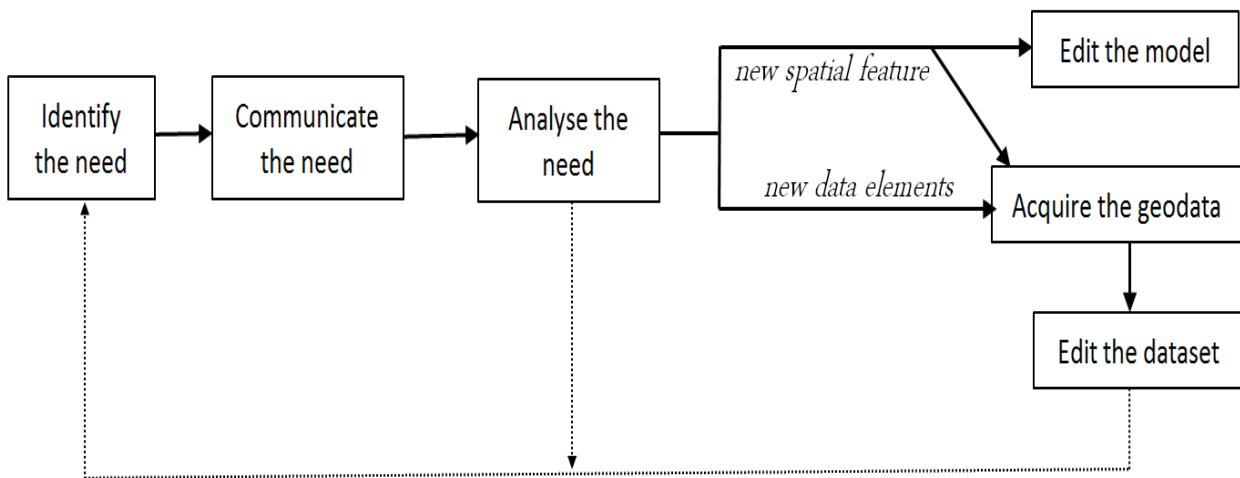 Identify
the need
Communicate
the need
Analyse the
need
new spatial feature
new data elements
Edit the model
Acquire the geodata
Edit the dataset